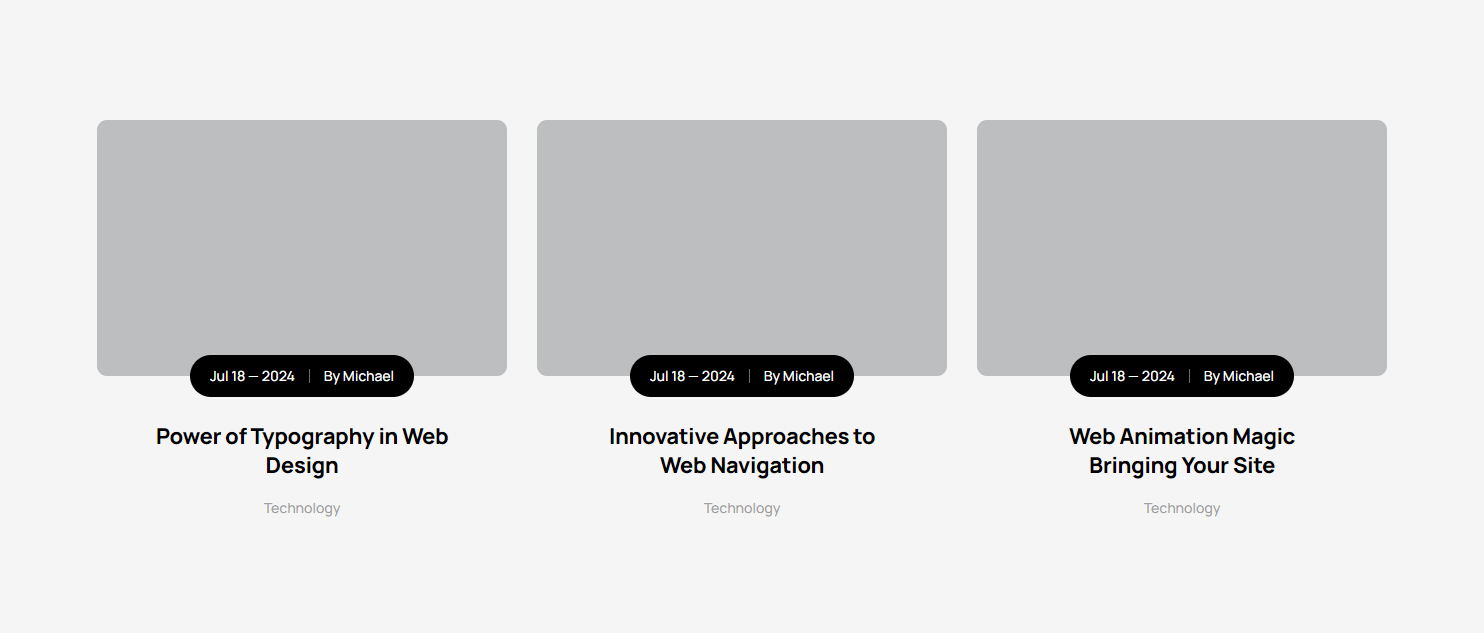 Jul 18 — 2024 | By Michael
Power of Typography in Web
Design
Technology
Jul 18 — 2024 | By Michael
Innovative Approaches to
Web Navigation
Technology
Jul 18 — 2024 | By Michael
Web Animation Magic
Bringing Your Site
Technology